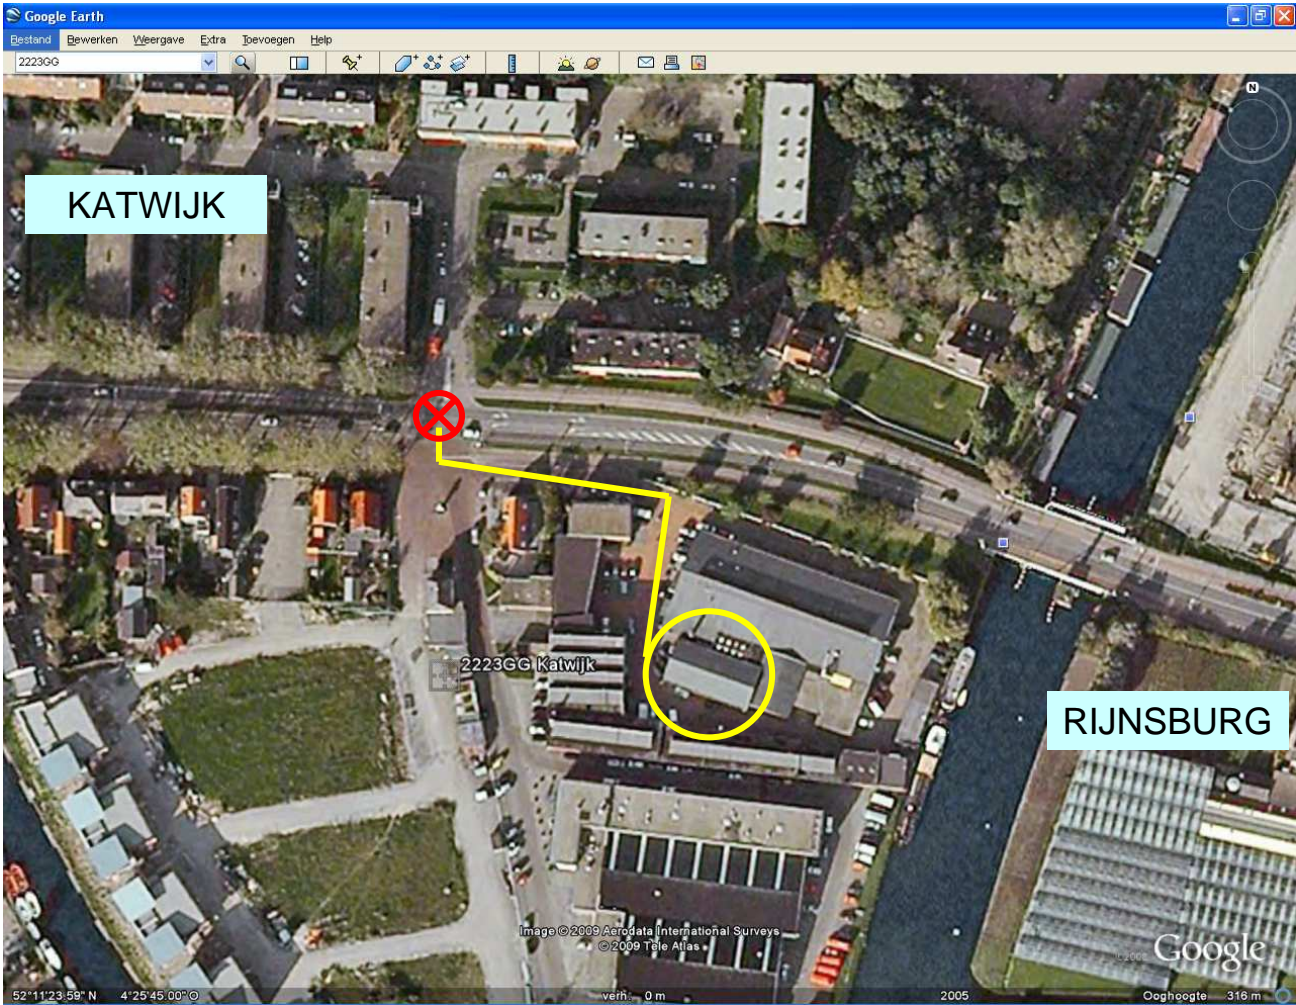 Google Earth
Bestand Bewerken Weergave Extra Toevoegen Help
2223GG
N
KATWIJK
2223GG Katwijk
RIJNSBURG
Image © 2009 Aerodata International Surveys
© 2009 Tele Atlas
Google
52°11'23.59" N 4°25'45.00" O
verh. 0 m
2005
Ooghoogte 316 m